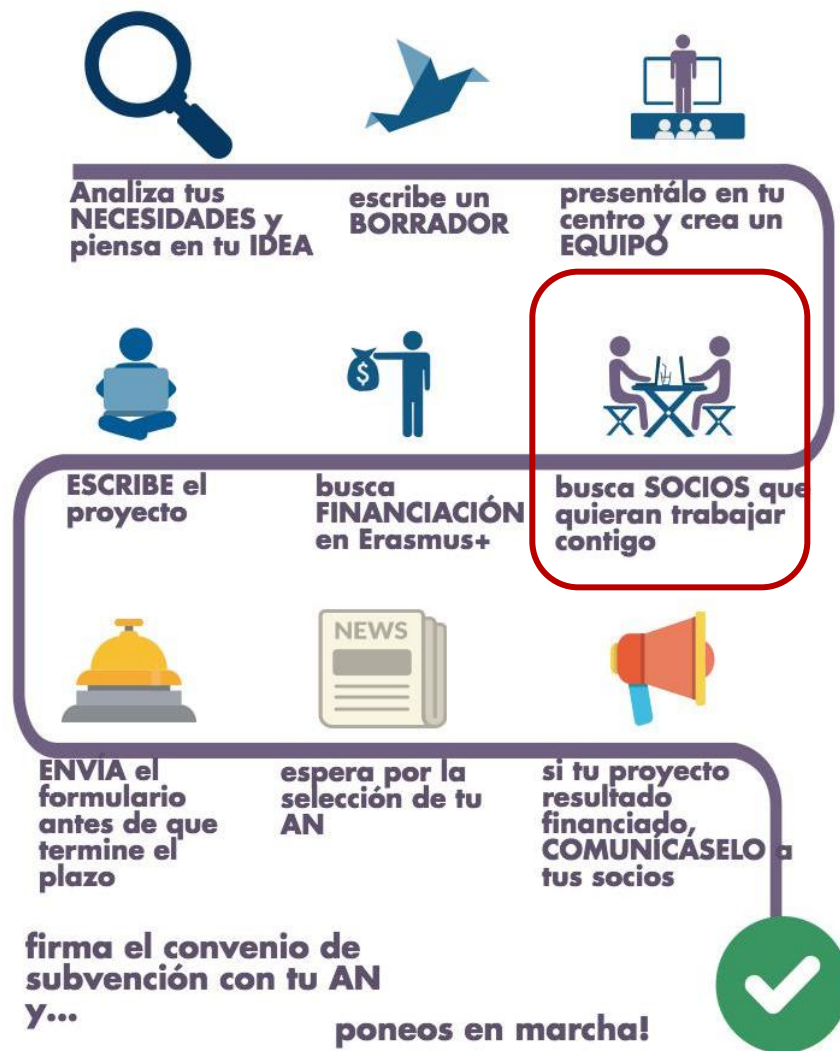 Analiza tus
NECESIDADES y
piensa en tu IDEA
escribe un
BORRADOR
presentálo en tu
centro y crea un
EQUIPO
$
ESCRIBE el
proyecto
busca
FINANCIACIÓN
en Erasmus+
busca SOCIOS que
quieran trabajar
contigo
NEWS
ENVÍA el
formulario
antes de que
termine el
plazo
espera por la
selección de tu
AN
si tu proyecto
resultado
financiado,
COMUNÍCASELO a
tus socios
firma el convenio de
subvención con tu AN
y...
poneos en marcha!